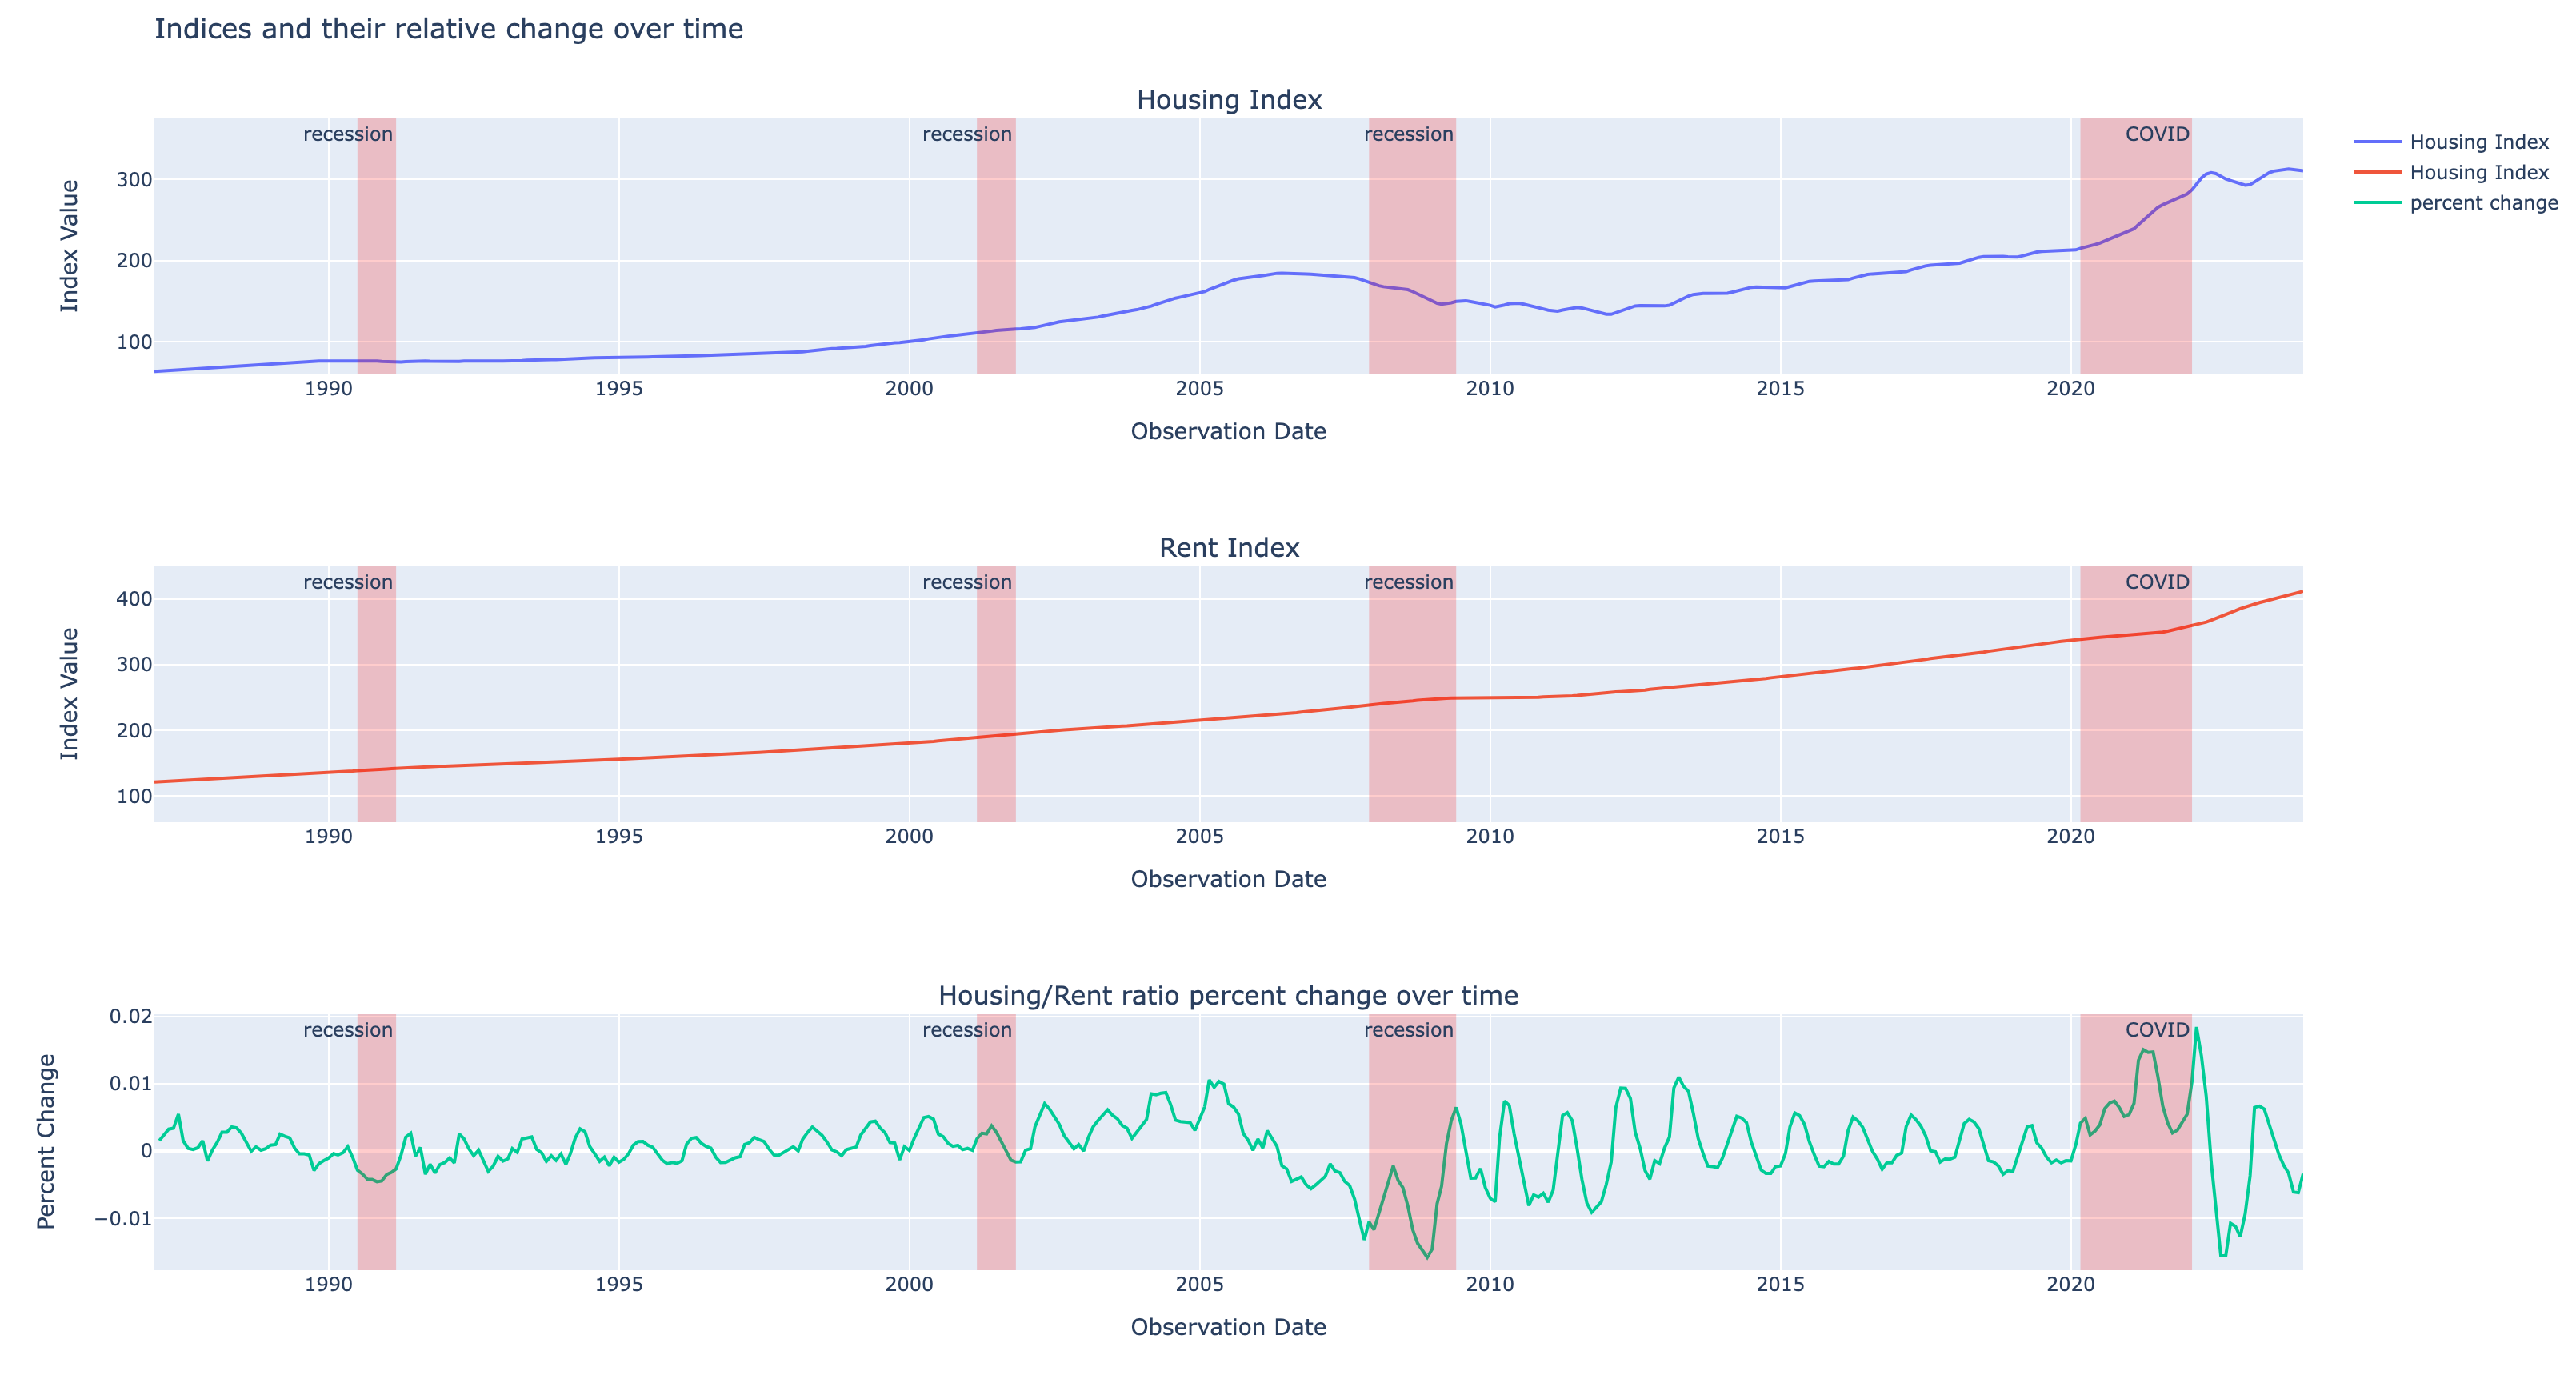 Indices and their relative change over time
Housing Index
recession recession recession COVID
Index Value
300
200
100
1990 1995 2000 2005 2010 2015 2020
Observation Date
Housing Index
Housing Index
percent change
Rent Index
recession recession recession COVID
Index Value
400
300
200
100
1990 1995 2000 2005 2010 2015 2020
Observation Date
Housing/Rent ratio percent change over time
recession recession recession COVID
Percent Change
0.02
0.01
0
−0.01
1990 1995 2000 2005 2010 2015 2020
Observation Date